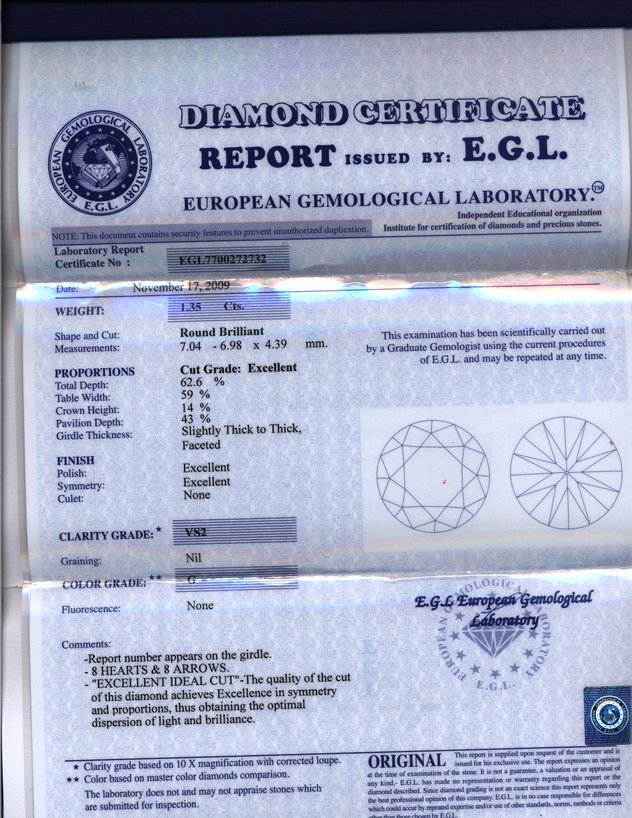 EUROPEAN GEMOLOGICAL LABORATORY
E.G.L.
DIAMOND CERTIFICATE
REPORT ISSUED BY: E.G.L.
EUROPEAN GEMOLOGICAL LABORATORY.™
Independent Educational organization
Institute for certification of diamonds and precious stones.
NOTE: This document contains security features to prevent unauthorized duplication.
Laboratory Report
Certificate No : EGL7700272732
Date: November 17, 2009
WEIGHT: 1.35 Cts.
Shape and Cut: Round Brilliant
Measurements: 7.04 - 6.98 x 4.39 mm.
This examination has been scientifically carried out
by a Graduate Gemologist using the current procedures
of E.G.L. and may be repeated at any time.
PROPORTIONS Cut Grade: Excellent
Total Depth: 62.6 %
Table Width: 59 %
Crown Height: 14 %
Pavilion Depth: 43 %
Girdle Thickness: Slightly Thick to Thick,
Faceted
FINISH
Polish: Excellent
Symmetry: Excellent
Culet: None
CLARITY GRADE: * VS2
Graining: Nil
COLOR GRADE: ** G
Fluorescence: None
E.G.L European Gemological
Laboratory
EUROPEAN GEMOLOGICAL LABORATORY
E.G.L.
Comments:
-Report number appears on the girdle.
- 8 HEARTS & 8 ARROWS.
- "EXCELLENT IDEAL CUT"-The quality of the cut
of this diamond achieves Excellence in symmetry
and proportions, thus obtaining the optimal
dispersion of light and brilliance.
★ Clarity grade based on 10 X magnification with corrected loupe.
★★ Color based on master color diamonds comparison.
The laboratory does not and may not appraise stones which
are submitted for inspection.
ORIGINAL This report is supplied upon request of the customer and is
issued for his exclusive use. The report expresses an opinion
at the time of examination of the stone. It is not a guarantee, a valuation or an appraisal of
any kind.- E.G.L. has made no representation or warranty regarding this report or the
diamond described. Since diamond grading is not an exact science this report represents only
the best professional opinion of this company. E.G.L. is in no case responsible for differences
which could occur by repeated expertise and/or use of other standards, norms, methods or criteria
other than those chosen by E.G.L.